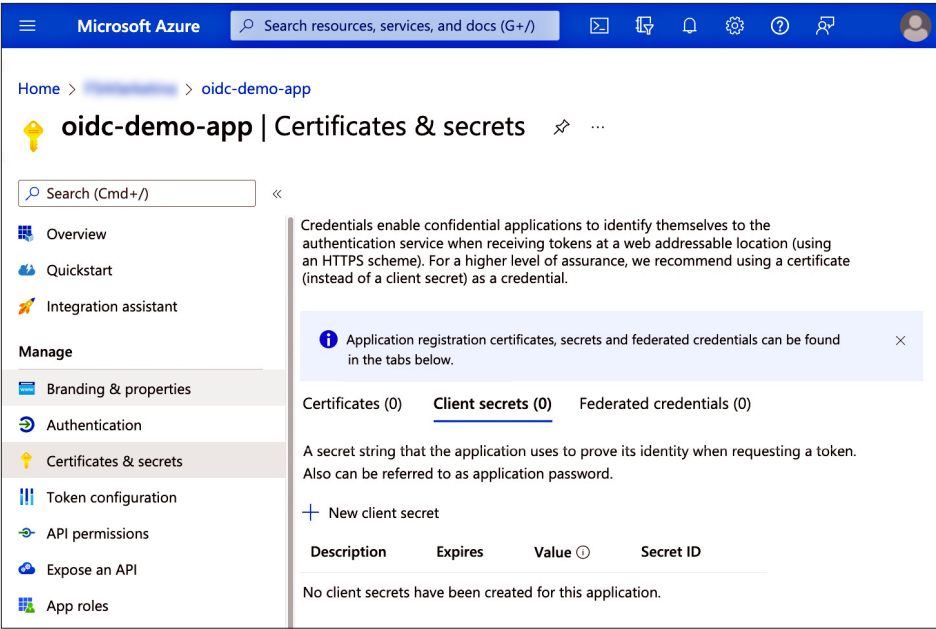 Microsoft Azure
Search resources, services, and docs (G+/)
Home > > oidc-demo-app
oidc-demo-app | Certificates & secrets
Search (Cmd+/)
Overview
Quickstart
Integration assistant
Manage
Branding & properties
Authentication
Certificates & secrets
Token configuration
API permissions
Expose an API
App roles
Credentials enable confidential applications to identify themselves to the
authentication service when receiving tokens at a web addressable location (using
an HTTPS scheme). For a higher level of assurance, we recommend using a certificate
(instead of a client secret) as a credential.
Application registration certificates, secrets and federated credentials can be found
in the tabs below.
Certificates (0) Client secrets (0) Federated credentials (0)
A secret string that the application uses to prove its identity when requesting a token.
Also can be referred to as application password.
New client secret
Description Expires Value Secret ID
No client secrets have been created for this application.